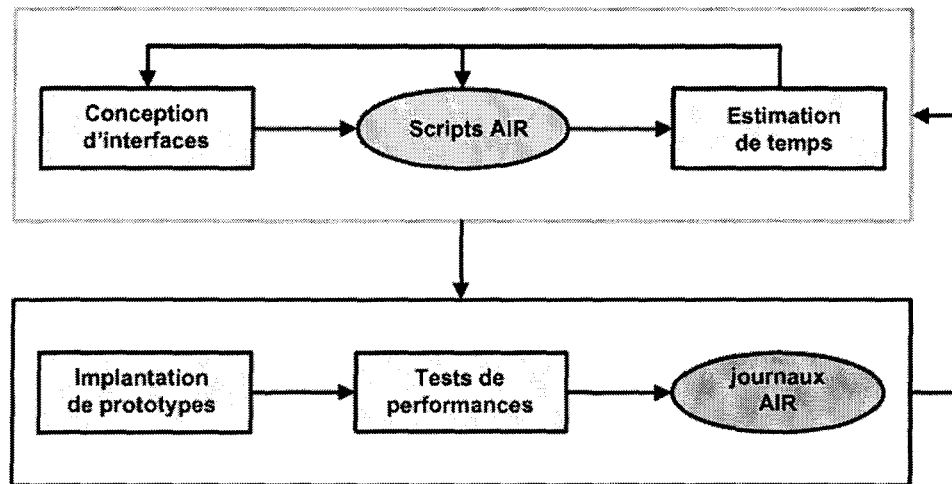 Conception
d'interfaces
Scripts AIR
Estimation
de temps
Implantation
de prototypes
Tests de
performances
journaux
AIR